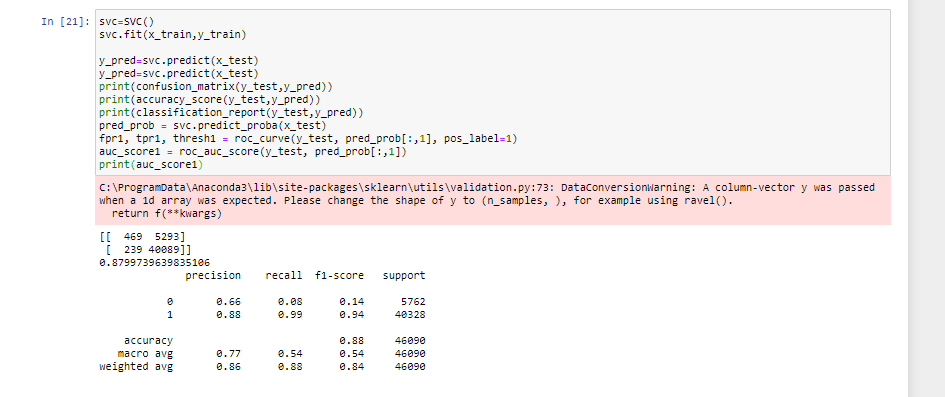 In [21]: svc=SVC()
svc.fit(x_train,y_train)
y_pred=svc.predict(x_test)
y_pred=svc.predict(x_test)
print(confusion_matrix(y_test,y_pred))
print(accuracy_score(y_test,y_pred))
print(classification_report(y_test,y_pred))
pred_prob = svc.predict_proba(x_test)
fpr1, tpr1, thresh1 = roc_curve(y_test, pred_prob[:,1], pos_label=1)
auc_score1 = roc_auc_score(y_test, pred_prob[:,1])
print(auc_score1)
C:\ProgramData\Anaconda3\lib\site-packages\sklearn\utils\validation.py:73: DataConversionWarning: A column-vector y was passed
when a 1d array was expected. Please change the shape of y to (n_samples, ), for example using ravel().
return f(**kwargs)
[[ 469 5293]
[ 239 40089]]
0.8799739639835106
precision recall f1-score support
0 0.66 0.08 0.14 5762
1 0.88 0.99 0.94 40328
accuracy 0.88 46090
macro avg 0.77 0.54 0.54 46090
weighted avg 0.86 0.88 0.84 46090